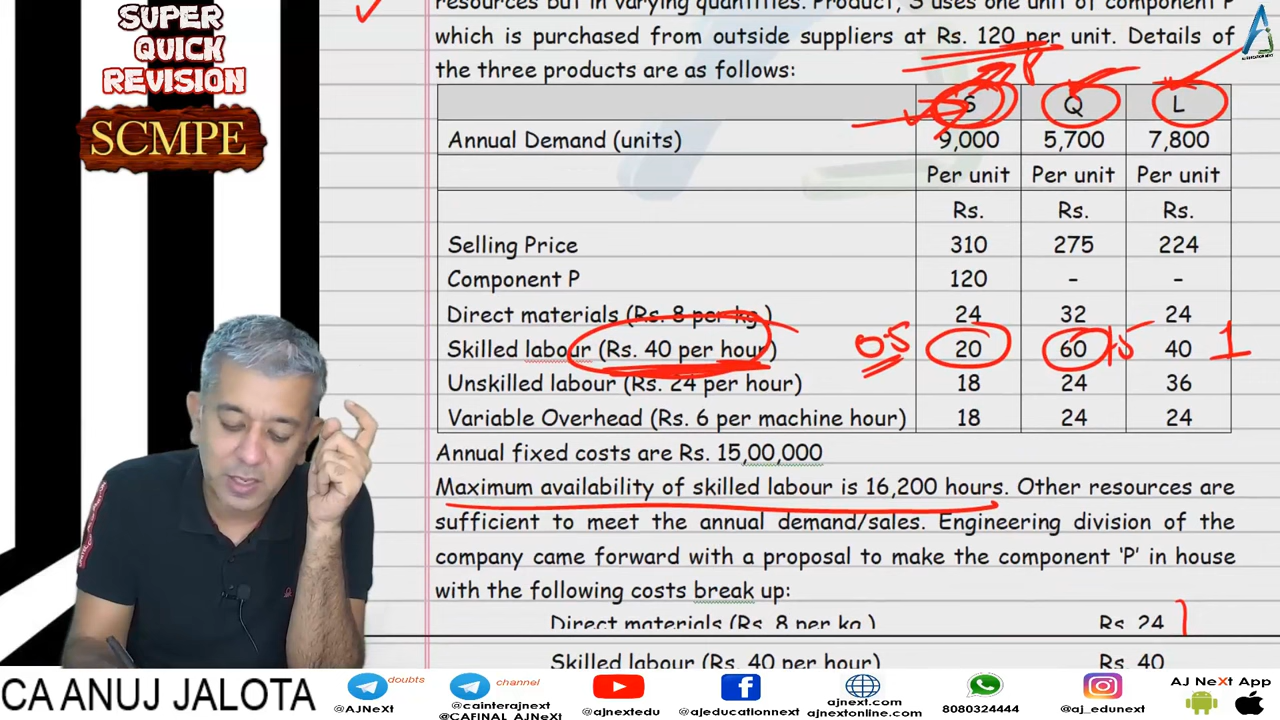 SUPER
QUICK
REVISION
SCMPE
resources but in varying quantities. Product, S uses one unit of component P
which is purchased from outside suppliers at Rs. 120 per unit. Details of
the three products are as follows:
P
S Q L
Annual Demand (units) 9,000 5,700 7,800
Per unit Per unit Per unit
Rs. Rs. Rs.
Selling Price 310 275 224
Component P 120 - -
Direct materials (Rs. 8 per kg.) 24 32 24
Skilled labour (Rs. 40 per hour) 0.5 20 60 1.5 40 1
Unskilled labour (Rs. 24 per hour) 18 24 36
Variable Overhead (Rs. 6 per machine hour) 18 24 24
Annual fixed costs are Rs. 15,00,000
Maximum availability of skilled labour is 16,200 hours. Other resources are
sufficient to meet the annual demand/sales. Engineering division of the
company came forward with a proposal to make the component 'P' in house
with the following costs break up:
Direct materials (Rs. 8 per kg.) Rs. 24
Skilled labour (Rs. 40 per hour) Rs. 40
CA ANUJ JALOTA
doubts
@AJNeXt
channel
@cainterajnext
@CAFINAL_AJNeXt
@ajnextedu
@ajeducationnext
ajnext.com
ajnextonline.com
8080324444
@aj_edunext
AJ NeXt App